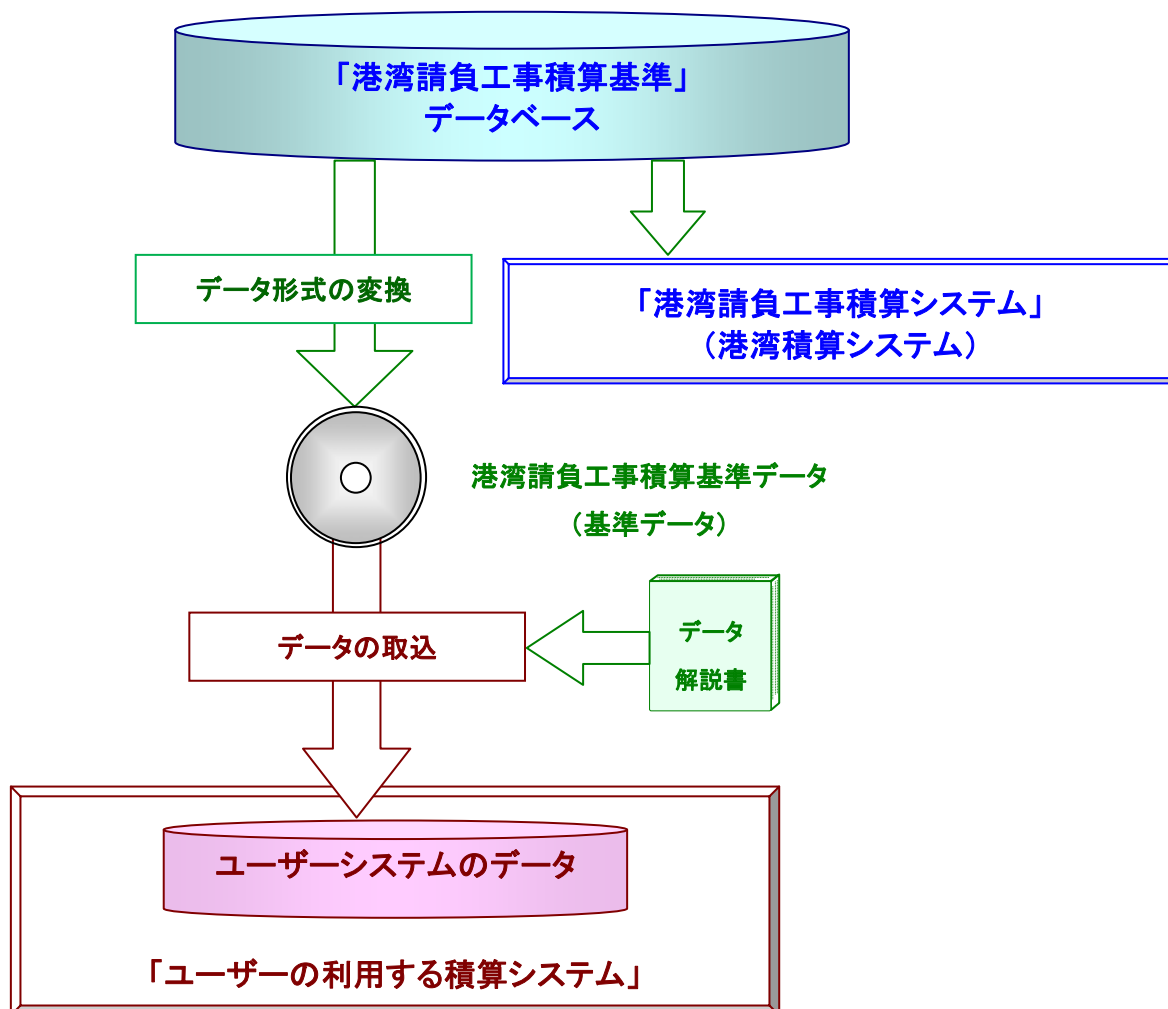 「港湾請負工事積算基準」
データベース
データ形式の変換
「港湾請負工事積算システム」
（港湾積算システム）
港湾請負工事積算基準データ
（基準データ）
データの取込
データ
解説書
ユーザーシステムのデータ
「ユーザーの利用する積算システム」